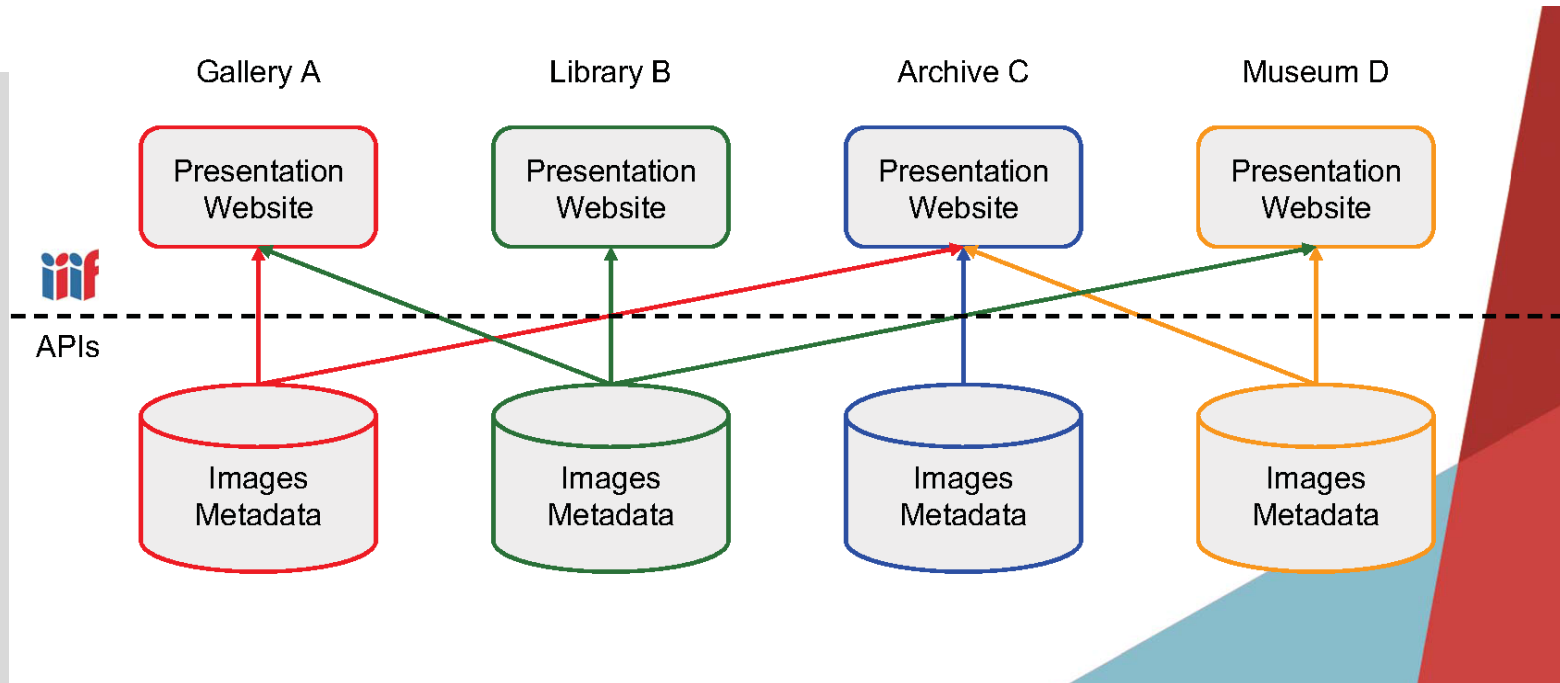 Gallery A
Library B
Archive C
Museum D
Presentation
Website
Presentation
Website
Presentation
Website
Presentation
Website
iiif
APIs
Images
Metadata
Images
Metadata
Images
Metadata
Images
Metadata